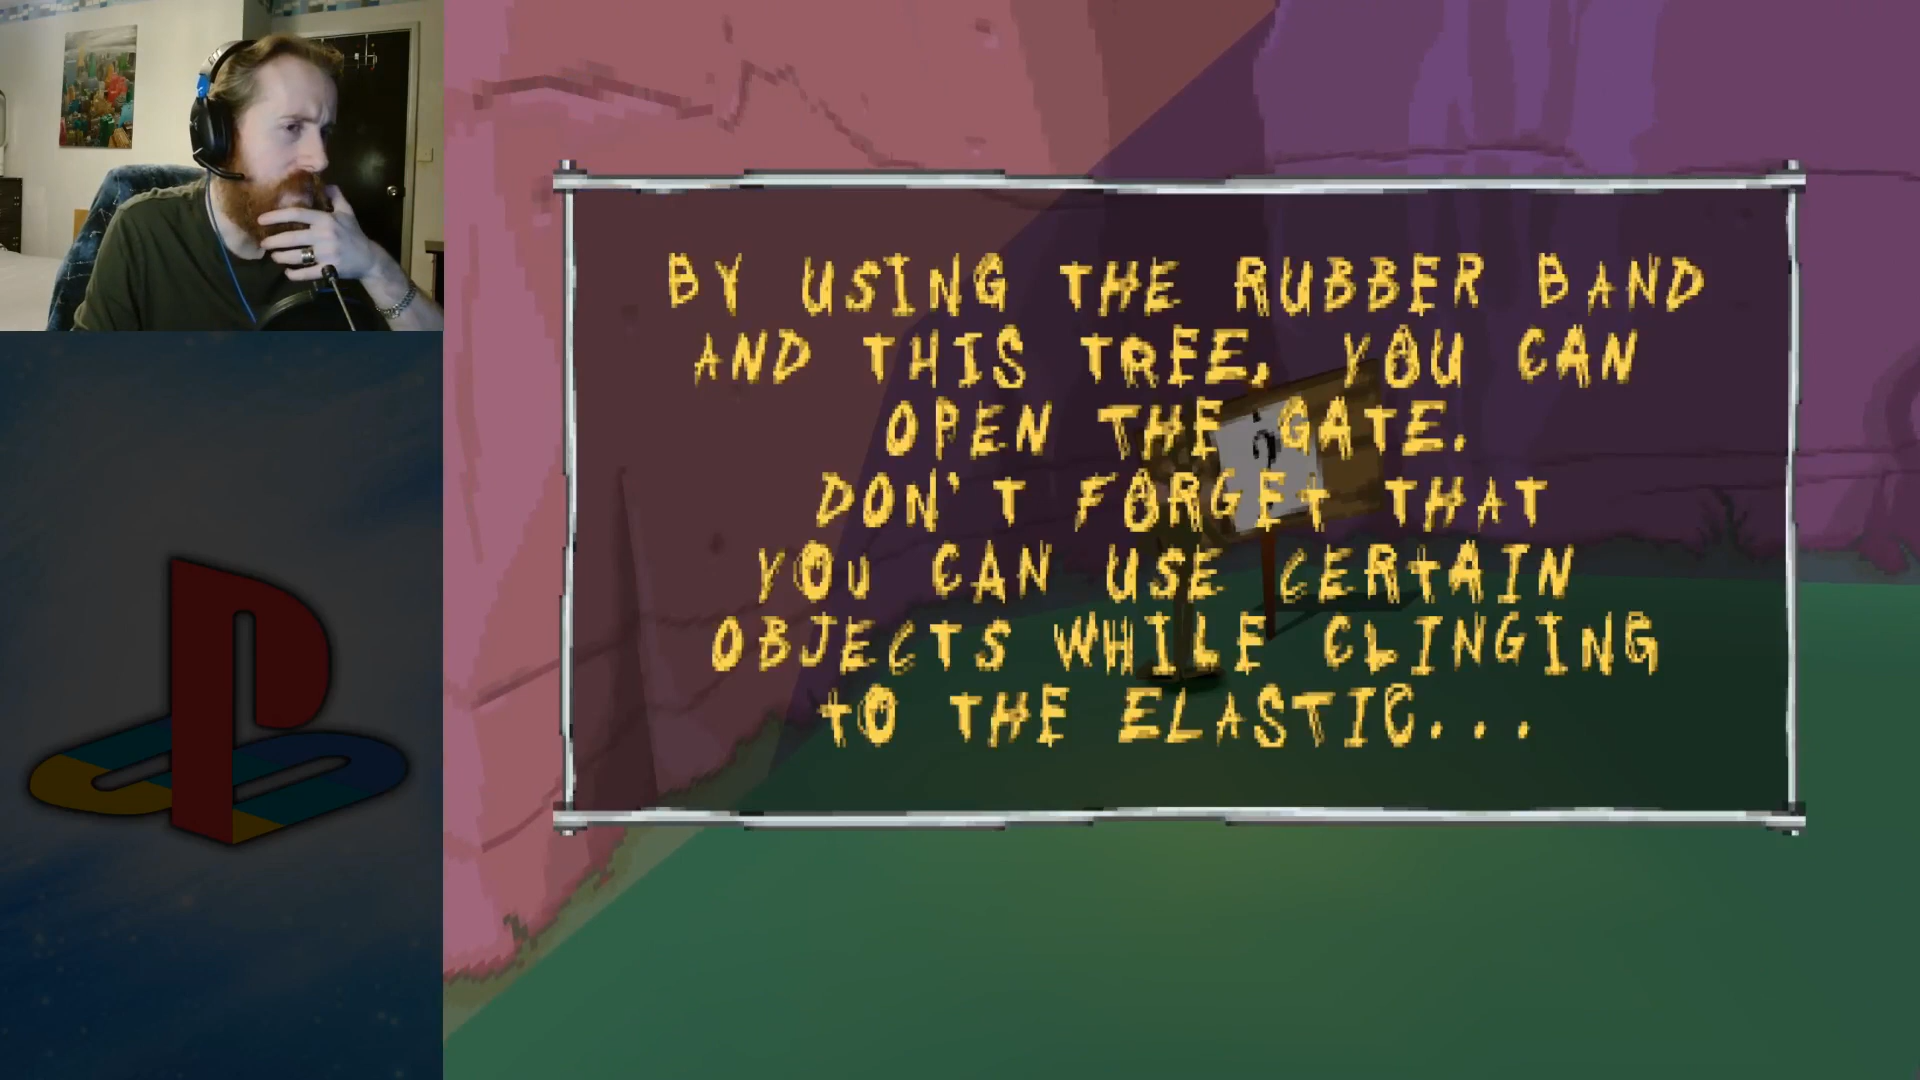 BY USING THE RUBBER BAND
AND THIS TREE, YOU CAN
OPEN THE GATE.
DON'T FORGET THAT
YOU CAN USE CERTAIN
OBJECTS WHILE CLINGING
TO THE ELASTIC...
?